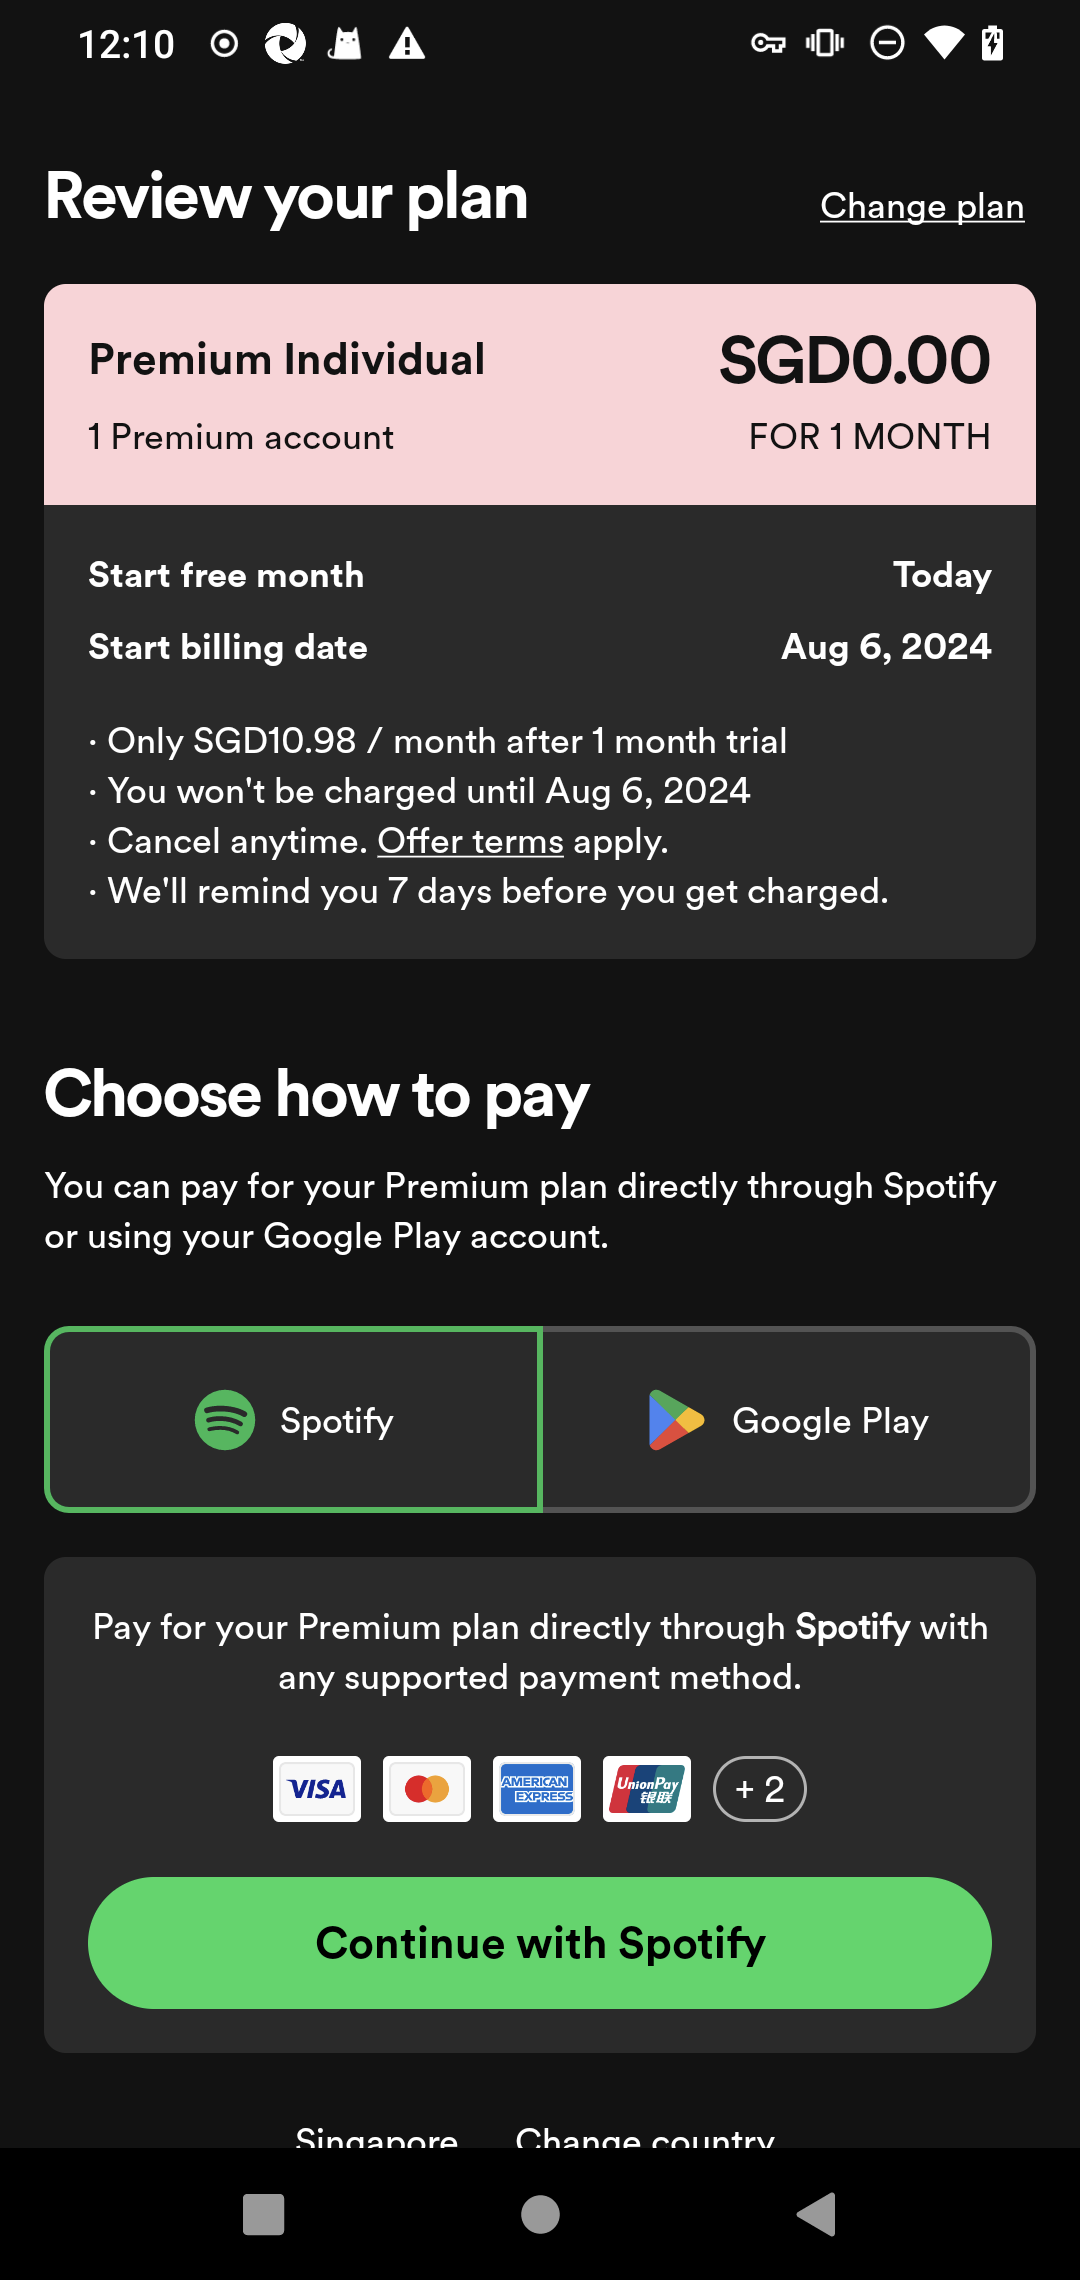 12:10
Review your plan
Change plan
Premium Individual
SGD0.00
1 Premium account
FOR 1 MONTH
Start free month
Today
Start billing date
Aug 6, 2024
· Only SGD10.98 / month after 1 month trial
· You won't be charged until Aug 6, 2024
· Cancel anytime. Offer terms apply.
· We'll remind you 7 days before you get charged.
Choose how to pay
You can pay for your Premium plan directly through Spotify
or using your Google Play account.
Spotify
Google Play
Pay for your Premium plan directly through Spotify with
any supported payment method.
VISA
AMERICAN
EXPRESS
UnionPay
银联
+ 2
Continue with Spotify
Singapore
Change country